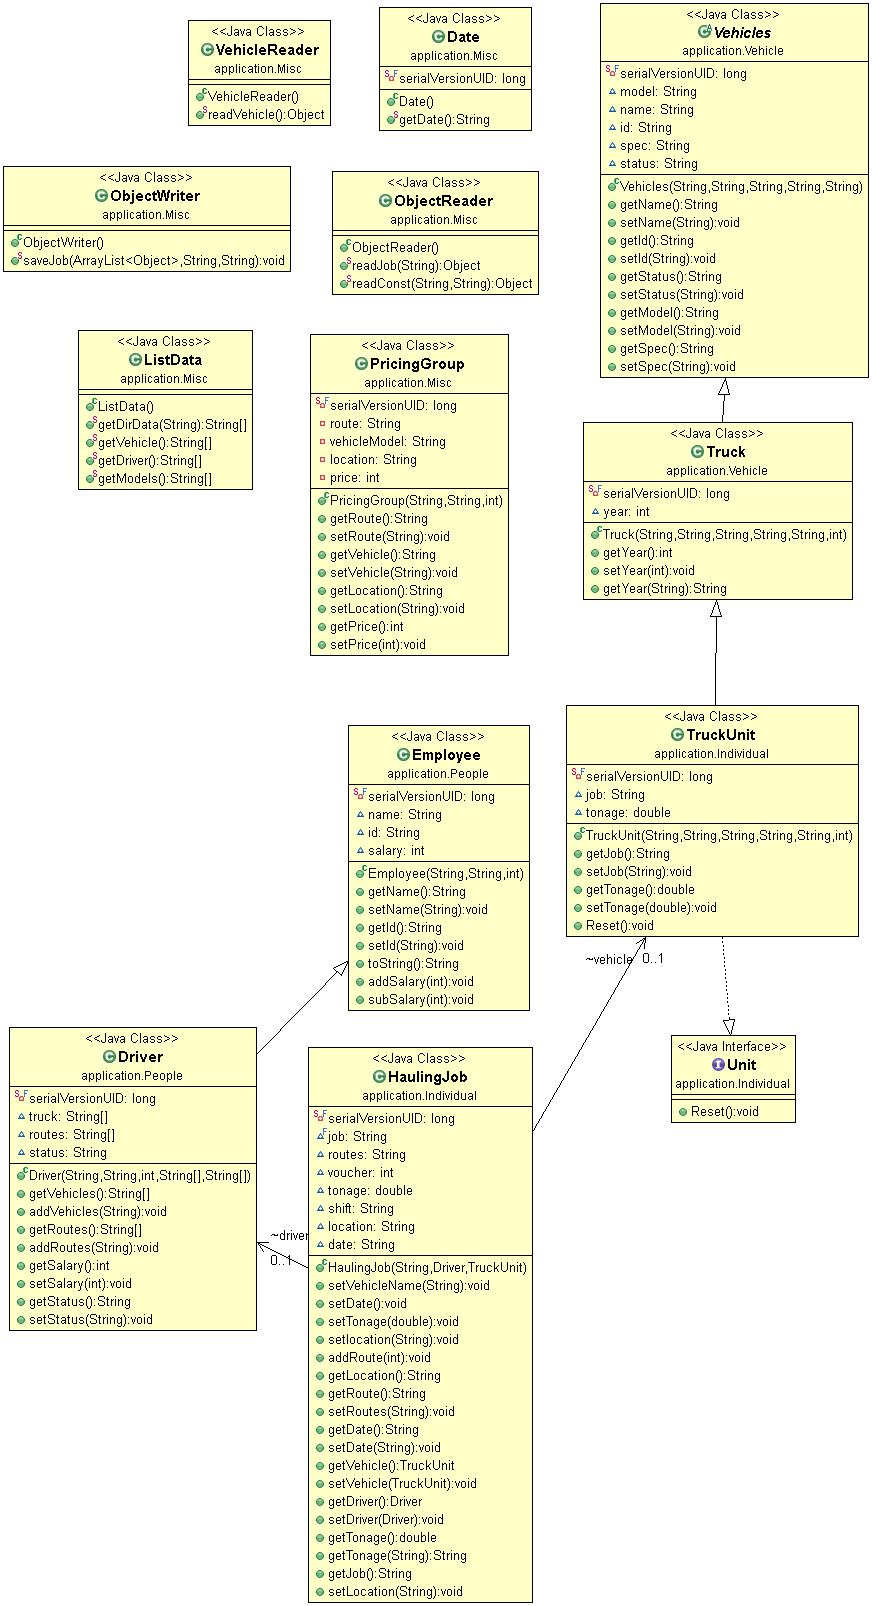 <<Java Class>>
VehicleReader
application.Misc
VehicleReader()
readVehicle():Object
<<Java Class>>
Date
application.Misc
serialVersionUID: long
Date()
getDate():String
<<Java Class>>
Vehicles
application.Vehicle
serialVersionUID: long
model: String
name: String
id: String
spec: String
status: String
Vehicles(String,String,String,String,String)
getName():String
setName(String):void
getId():String
setId(String):void
getStatus():String
setStatus(String):void
getModel():String
setModel(String):void
getSpec():String
setSpec(String):void
<<Java Class>>
ObjectWriter
application.Misc
ObjectWriter()
saveJob(ArrayList<Object>,String,String):void
<<Java Class>>
ObjectReader
application.Misc
ObjectReader()
readJob(String):Object
readConst(String,String):Object
<<Java Class>>
ListData
application.Misc
ListData()
getDirData(String):String[]
getVehicle():String[]
getDriver():String[]
getModels():String[]
<<Java Class>>
PricingGroup
application.Misc
serialVersionUID: long
route: String
vehicleModel: String
location: String
price: int
PricingGroup(String,String,int)
getRoute():String
setRoute(String):void
getVehicle():String
setVehicle(String):void
getLocation():String
setLocation(String):void
getPrice():int
setPrice(int):void
<<Java Class>>
Truck
application.Vehicle
serialVersionUID: long
year: int
Truck(String,String,String,String,String,int)
getYear():int
setYear(int):void
getYear(String):String
<<Java Class>>
TruckUnit
application.Individual
serialVersionUID: long
job: String
tonage: double
TruckUnit(String,String,String,String,String,int)
getJob():String
setJob(String):void
getTonage():double
setTonage(double):void
Reset():void
<<Java Class>>
Employee
application.People
serialVersionUID: long
name: String
id: String
salary: int
Employee(String,String,int)
getName():String
setName(String):void
getId():String
setId(String):void
toString():String
addSalary(int):void
subSalary(int):void
~vehicle 0..1
<<Java Interface>>
Unit
application.Individual
Reset():void
<<Java Class>>
Driver
application.People
serialVersionUID: long
truck: String[]
routes: String[]
status: String
Driver(String,String,int,String[],String[])
getVehicles():String[]
addVehicles(String):void
getRoutes():String[]
addRoutes(String):void
getSalary():int
setSalary(int):void
getStatus():String
setStatus(String):void
~driver
0..1
<<Java Class>>
HaulingJob
application.Individual
serialVersionUID: long
job: String
routes: String
voucher: int
tonage: double
shift: String
location: String
date: String
HaulingJob(String,Driver,TruckUnit)
setVehicleName(String):void
setDate():void
setTonage(double):void
setlocation(String):void
addRoute(int):void
getLocation():String
getRoute():String
setRoutes(String):void
getDate():String
setDate(String):void
getVehicle():TruckUnit
setVehicle(TruckUnit):void
getDriver():Driver
setDriver(Driver):void
getTonage():double
getTonage(String):String
getJob():String
setLocation(String):void